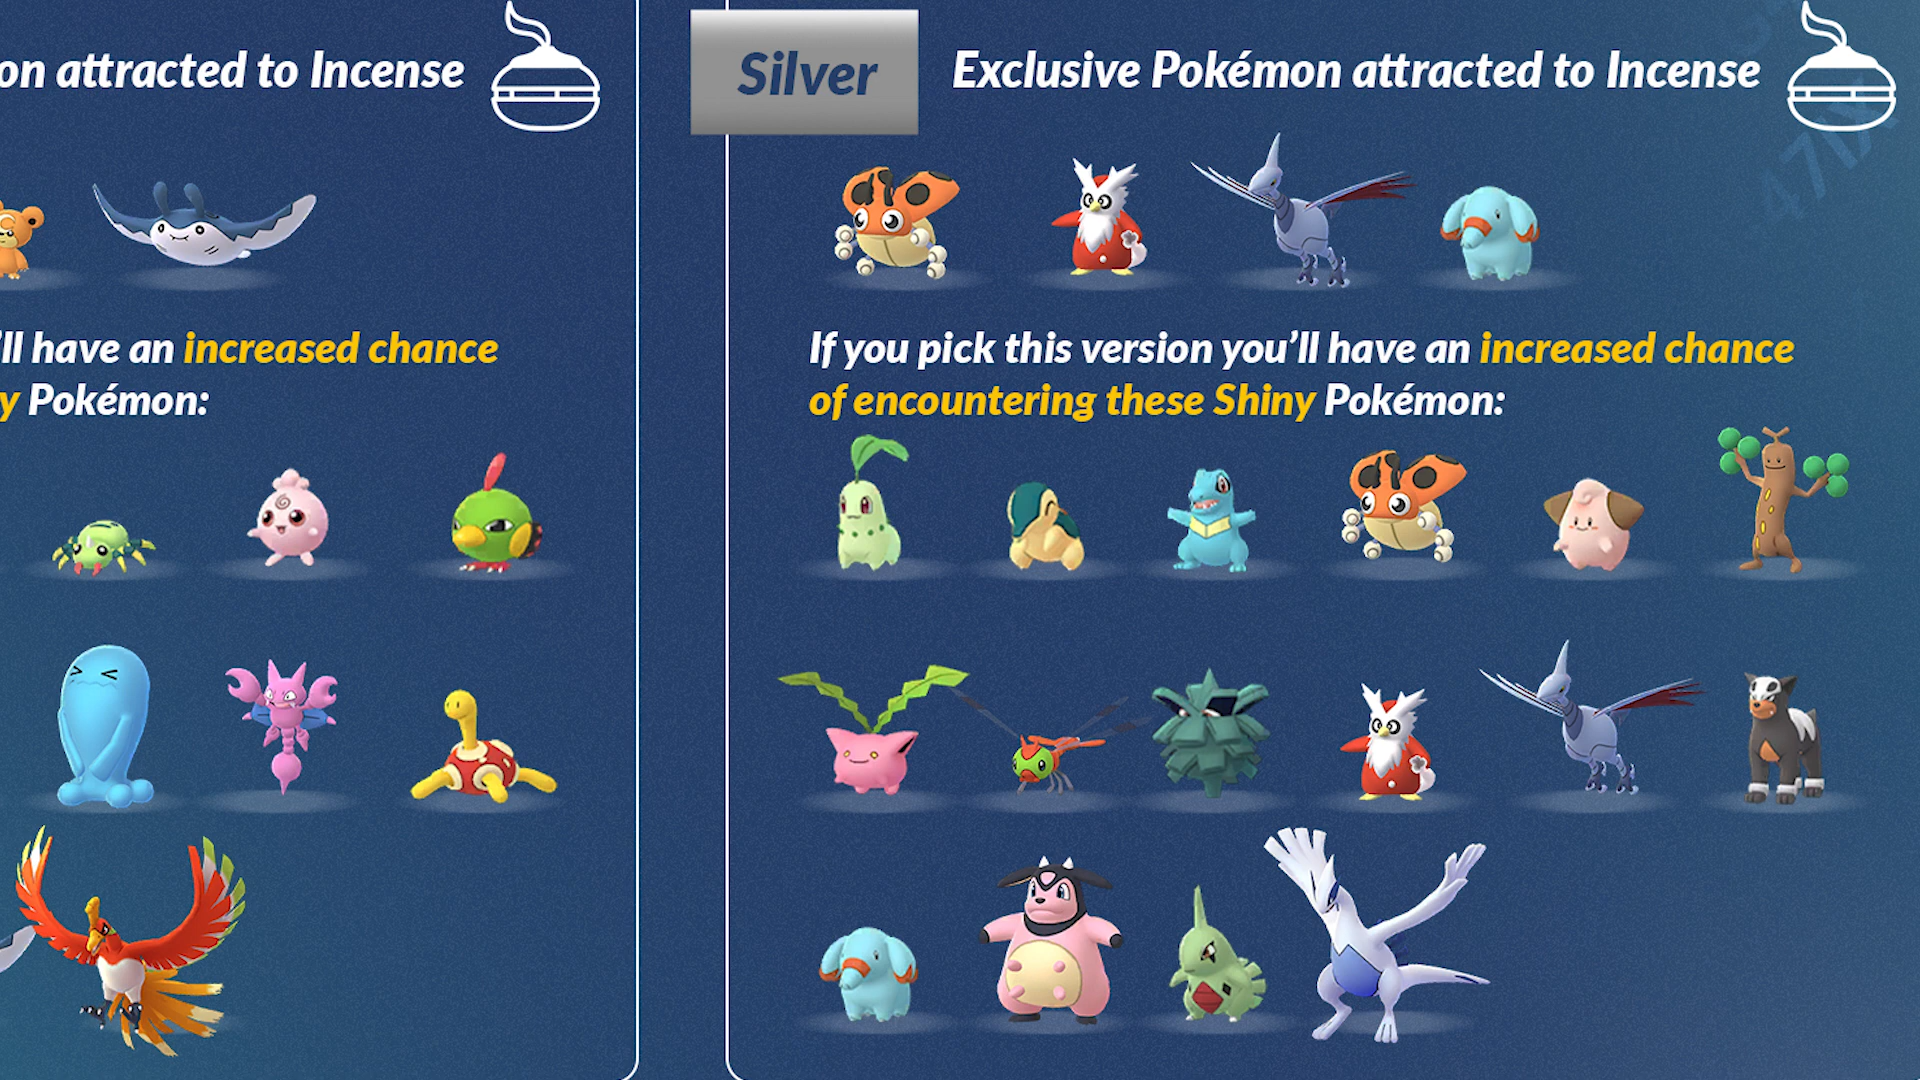 on attracted to Incense
'll have an increased chance
y Pokémon:
Silver
Exclusive Pokémon attracted to Incense
If you pick this version you'll have an increased chance
of encountering these Shiny Pokémon: